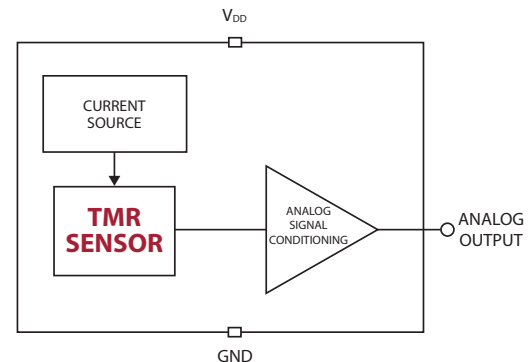 VDD
CURRENT
SOURCE
TMR
SENSOR
ANALOG
SIGNAL
CONDITIONING
ANALOG
OUTPUT
GND